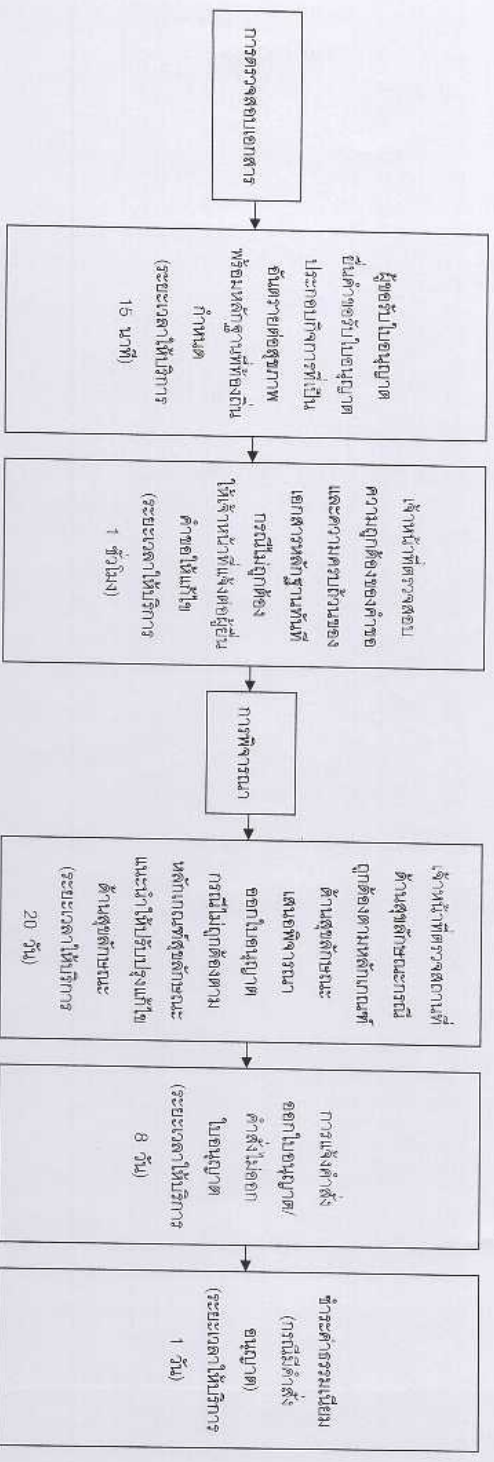 การตรวจสอบเอกสาร
ผู้ขอรับใบอนุญาต
ยื่นคำขอรับใบอนุญาต
ประกอบกิจการที่เป็น
อันตรายต่อสุขภาพ
พร้อมหลักฐานที่ท้องถิ่น
กำหนด
(ระยะเวลาให้บริการ
15 นาที)
เจ้าหน้าที่ตรวจสอบ
ความถูกต้องของคำขอ
และความครบถ้วนของ
เอกสารหลักฐานทันที
กรณีไม่ถูกต้อง
ให้เจ้าหน้าที่แจ้งต่อผู้ยื่น
คำขอให้แก้ไข
(ระยะเวลาให้บริการ
1 ชั่วโมง)
การพิจารณา
เจ้าหน้าที่ตรวจสถานที่
ด้านสุขลักษณะกรณี
ถูกต้องตามหลักเกณฑ์
ด้านสุขลักษณะ
เสนอพิจารณา
ออกใบอนุญาต
กรณีไม่ถูกต้องตาม
หลักเกณฑ์สุขลักษณะ
แนะนำให้ปรับปรุงแก้ไข
ด้านสุขลักษณะ
(ระยะเวลาให้บริการ
20 วัน)
การแจ้งคำสั่ง
ออกใบอนุญาต/
คำสั่งไม่ออก
ใบอนุญาต
(ระยะเวลาให้บริการ
8 วัน)
ชำระค่าธรรมเนียม
(กรณีมีคำสั่ง
อนุญาต)
(ระยะเวลาให้บริการ
1 วัน)